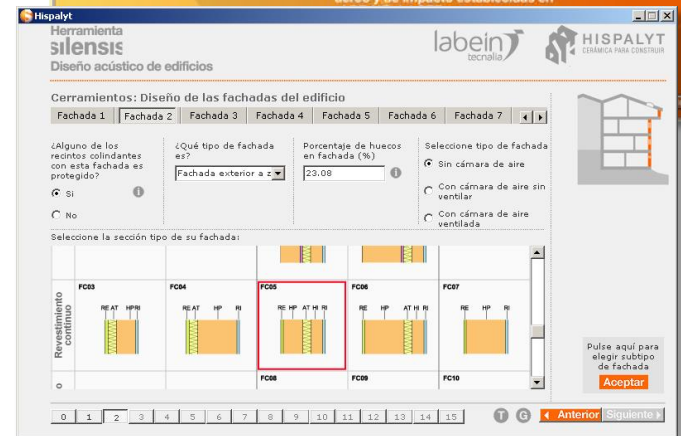 Hispalyt
Herramienta
silensis
Diseño acústico de edificios
labein
tecnalia
HISPALYT
CERÁMICA PARA CONSTRUIR
Cerramientos: Diseño de las fachadas del edificio
Fachada 1 Fachada 2 Fachada 3 Fachada 4 Fachada 5 Fachada 6 Fachada 7
¿Alguno de los
recintos colindantes
con esta fachada es
protegido?
Si
No
¿Qué tipo de fachada
es?
Fachada exterior a z
Porcentaje de huecos
en fachada (%)
23.08
Seleccione tipo de fachada
Sin cámara de aire
Con cámara de aire sin
ventilar
Con cámara de aire
ventilada
Seleccione la sección tipo de su fachada:
Revestimiento
continuo
FC03 FC04 FC05 FC06 FC07
RE AT HP RI RE AT HP RI RE HP AT HI RI RE HP AT HI RI RE HP RI
FC08 FC09 FC10
Pulse aquí para
elegir subtipo
de fachada
Aceptar
0 1 2 3 4 5 6 7 8 9 10 11 12 13 14 15 T G Anterior Siguiente